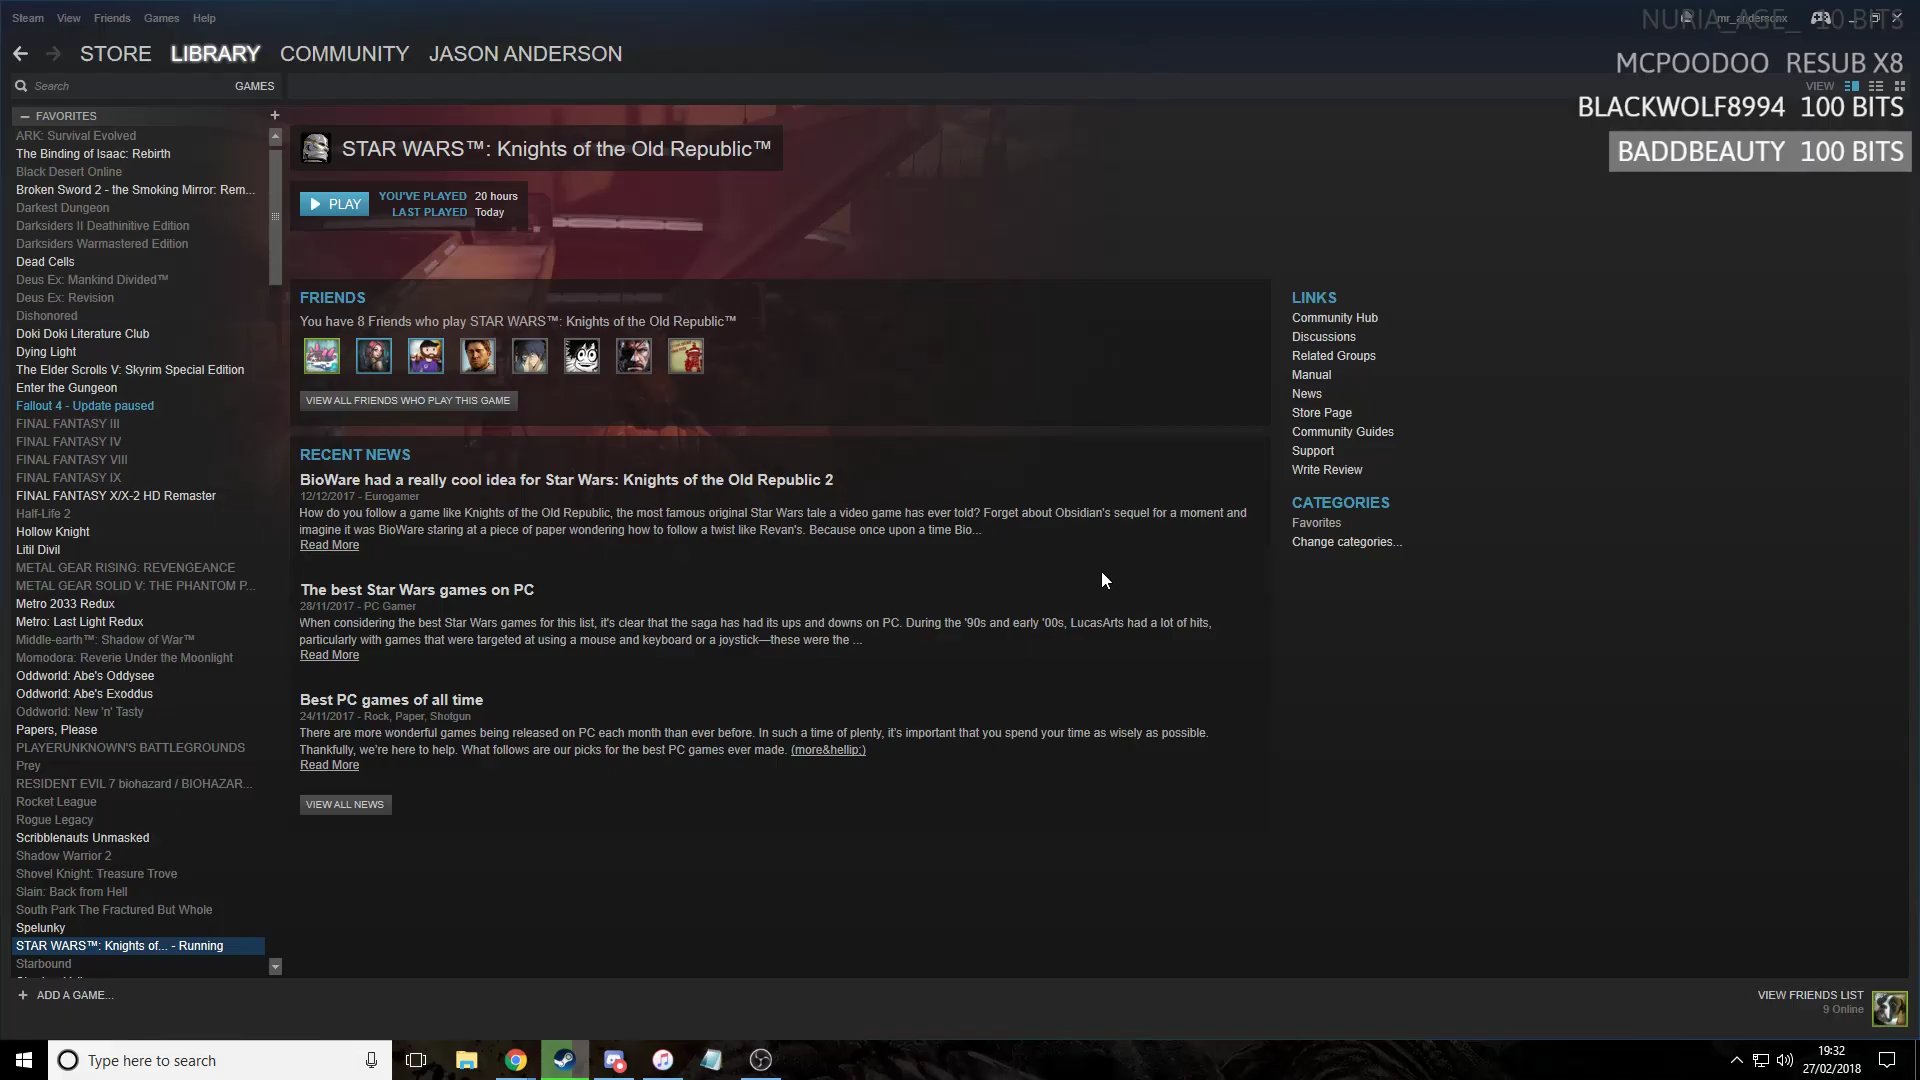 Steam View Friends Games Help
mr_andersonx
NURIA_AGE_ 10 BITS
STORE LIBRARY COMMUNITY JASON ANDERSON
MCPOODOO RESUB X8
Search GAMES
VIEW
BLACKWOLF8994 100 BITS
BADDBEAUTY 100 BITS
FAVORITES
ARK: Survival Evolved
The Binding of Isaac: Rebirth
Black Desert Online
Broken Sword 2 - the Smoking Mirror: Rem...
Darkest Dungeon
Darksiders II Deathinitive Edition
Darksiders Warmastered Edition
Dead Cells
Deus Ex: Mankind Divided™
Deus Ex: Revision
Dishonored
Doki Doki Literature Club
Dying Light
The Elder Scrolls V: Skyrim Special Edition
Enter the Gungeon
Fallout 4 - Update paused
FINAL FANTASY III
FINAL FANTASY IV
FINAL FANTASY VIII
FINAL FANTASY IX
FINAL FANTASY X/X-2 HD Remaster
Half-Life 2
Hollow Knight
Litil Divil
METAL GEAR RISING: REVENGEANCE
METAL GEAR SOLID V: THE PHANTOM P...
Metro 2033 Redux
Metro: Last Light Redux
Middle-earth™: Shadow of War™
Momodora: Reverie Under the Moonlight
Oddworld: Abe's Oddysee
Oddworld: Abe's Exoddus
Oddworld: New 'n' Tasty
Papers, Please
PLAYERUNKNOWN'S BATTLEGROUNDS
Prey
RESIDENT EVIL 7 biohazard / BIOHAZAR...
Rocket League
Rogue Legacy
Scribblenauts Unmasked
Shadow Warrior 2
Shovel Knight: Treasure Trove
Slain: Back from Hell
South Park The Fractured But Whole
Spelunky
STAR WARS™: Knights of... - Running
Starbound
ADD A GAME...
STAR WARS™: Knights of the Old Republic™
PLAY
YOU'VE PLAYED 20 hours
LAST PLAYED Today
FRIENDS
You have 8 Friends who play STAR WARS™: Knights of the Old Republic™
VIEW ALL FRIENDS WHO PLAY THIS GAME
RECENT NEWS
BioWare had a really cool idea for Star Wars: Knights of the Old Republic 2
12/12/2017 - Eurogamer
How do you follow a game like Knights of the Old Republic, the most famous original Star Wars tale a video game has ever told? Forget about Obsidian's sequel for a moment and
imagine it was BioWare staring at a piece of paper wondering how to follow a twist like Revan's. Because once upon a time Bio...
Read More
The best Star Wars games on PC
28/11/2017 - PC Gamer
When considering the best Star Wars games for this list, it's clear that the saga has had its ups and downs on PC. During the '90s and early '00s, LucasArts had a lot of hits,
particularly with games that were targeted at using a mouse and keyboard or a joystick—these were the ...
Read More
Best PC games of all time
24/11/2017 - Rock, Paper, Shotgun
There are more wonderful games being released on PC each month than ever before. In such a time of plenty, it's important that you spend your time as wisely as possible.
Thankfully, we're here to help. What follows are our picks for the best PC games ever made. (more&hellip;)
Read More
VIEW ALL NEWS
LINKS
Community Hub
Discussions
Related Groups
Manual
News
Store Page
Community Guides
Support
Write Review
CATEGORIES
Favorites
Change categories...
VIEW FRIENDS LIST
9 Online
Type here to search
19:32
27/02/2018